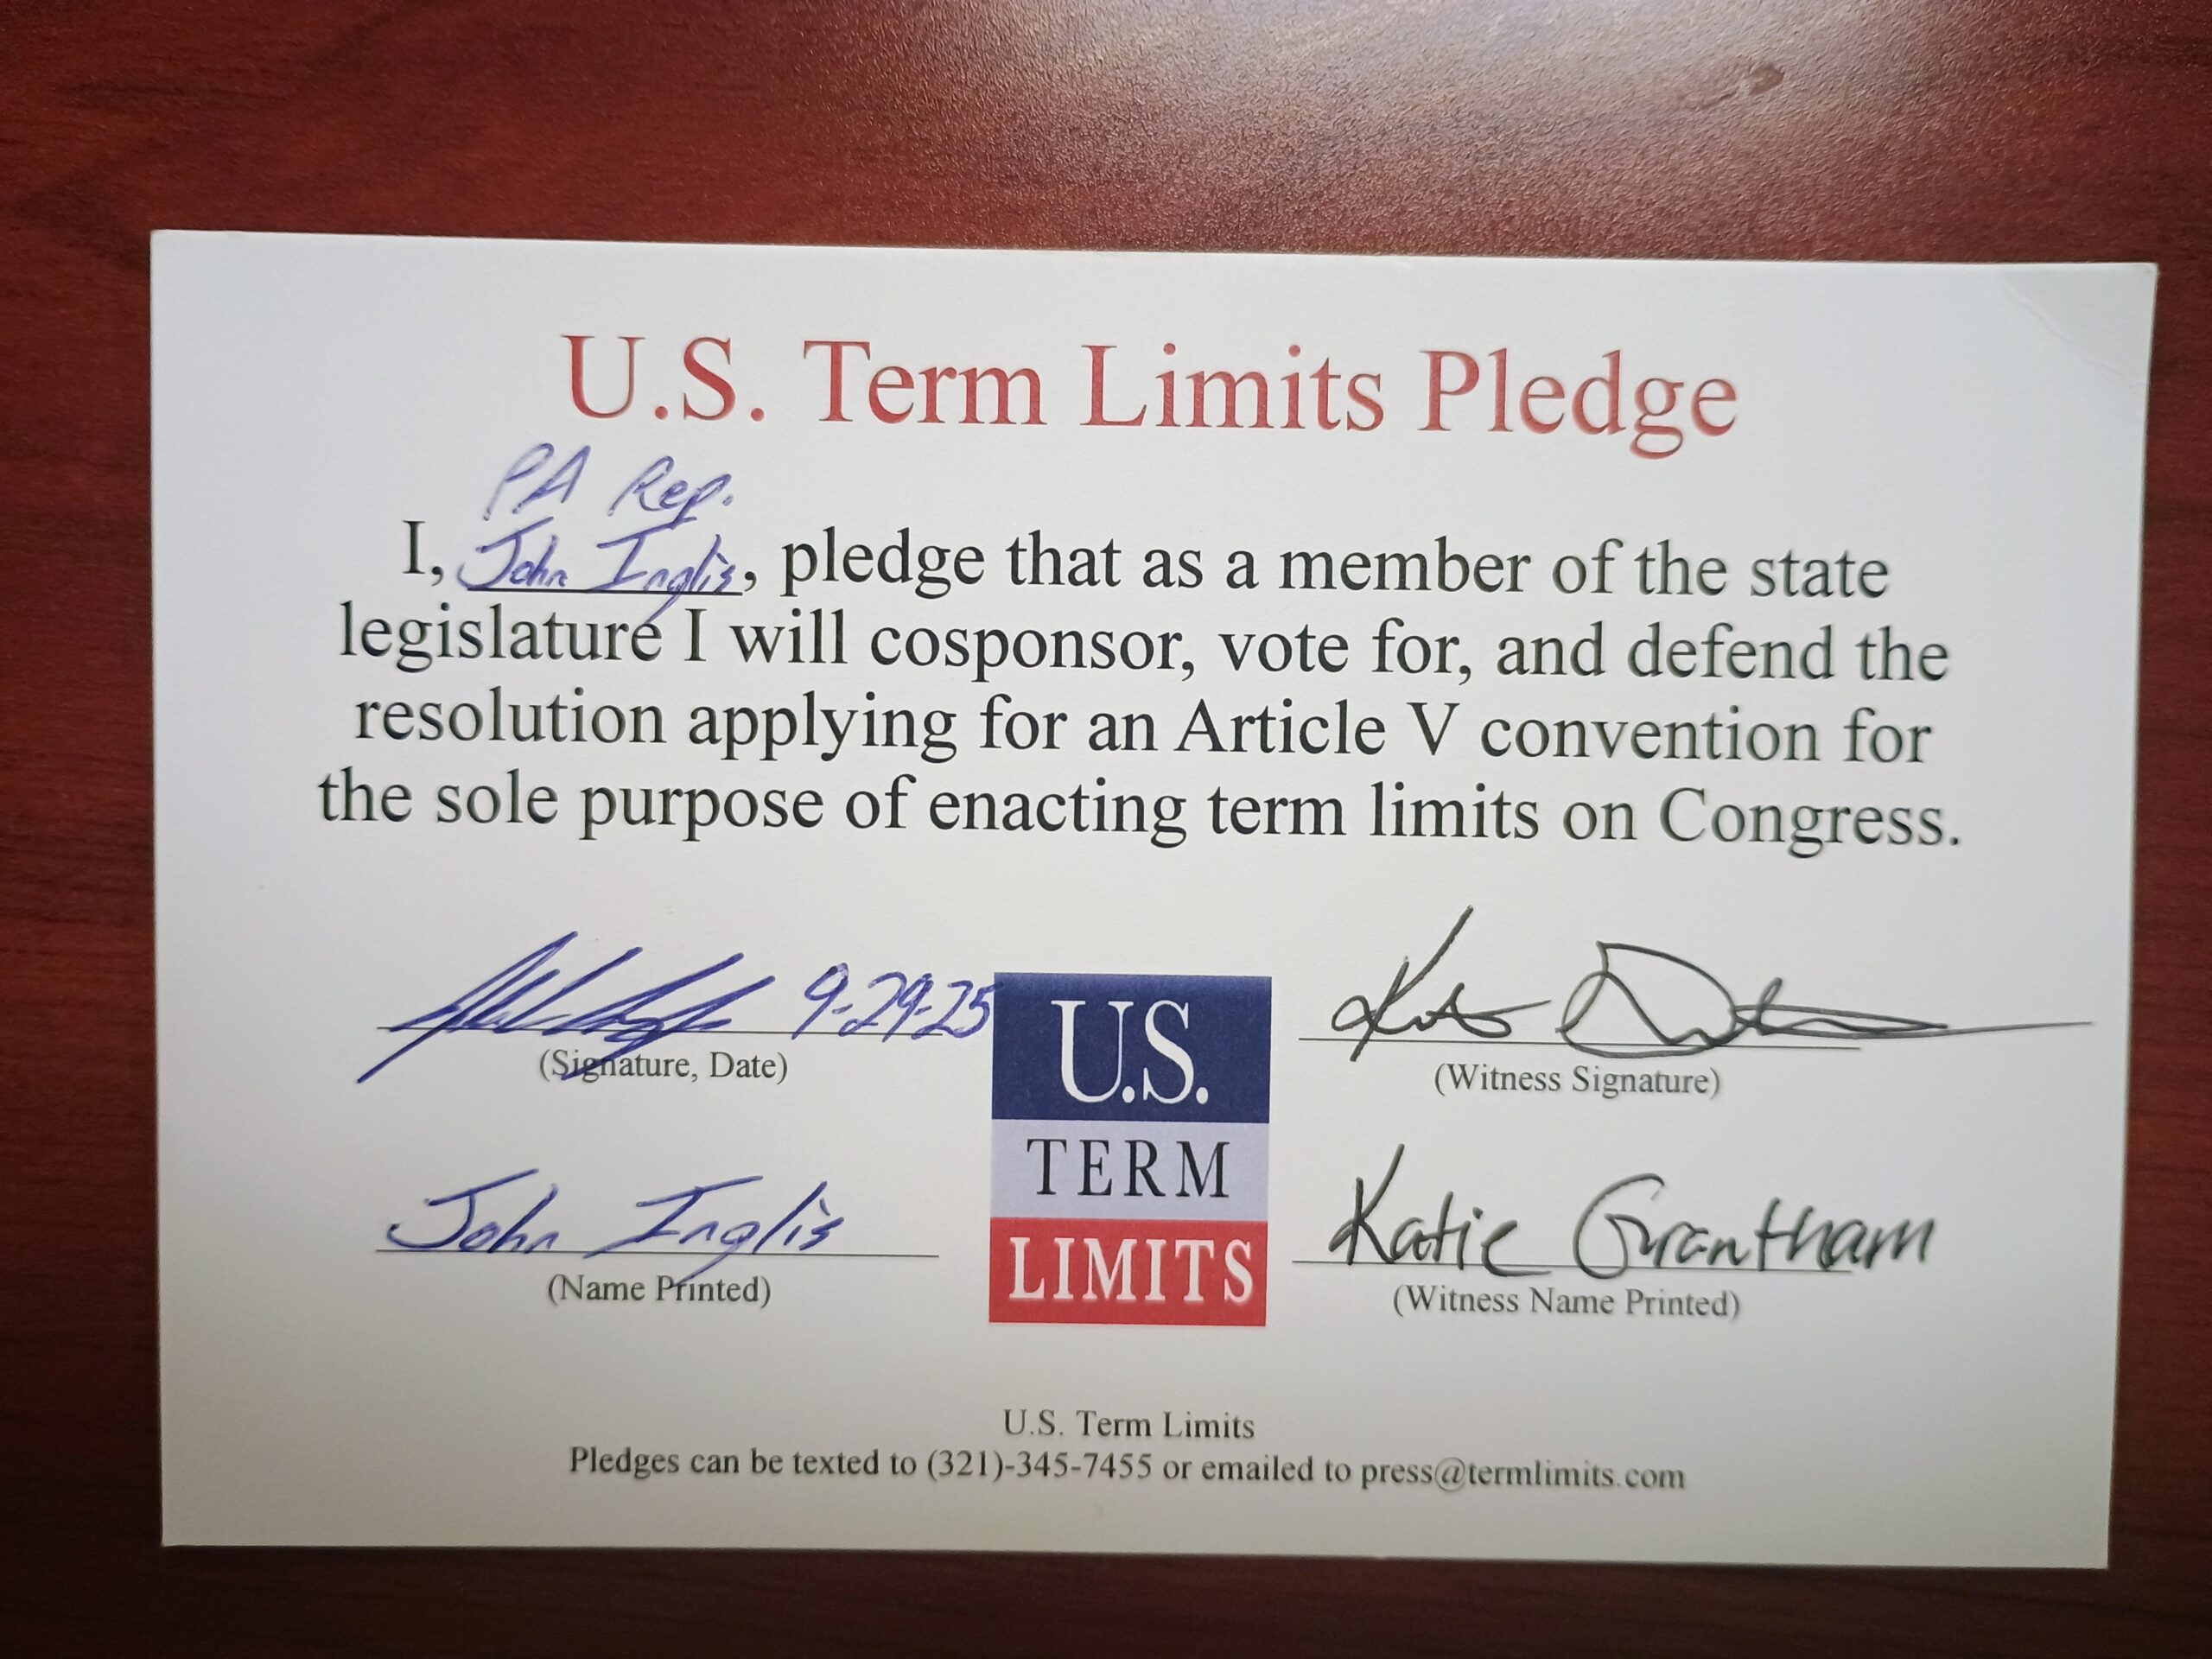 U.S. Term Limits Pledge
PA Rep.
I, John Inglis, pledge that as a member of the state
legislature I will cosponsor, vote for, and defend the
resolution applying for an Article V convention for
the sole purpose of enacting term limits on Congress.
9-29-25
(Signature, Date)
(Witness Signature)
U.S.
TERM
LIMITS
John Inglis
(Name Printed)
Katie Grantham
(Witness Name Printed)
U.S. Term Limits
Pledges can be texted to (321)-345-7455 or emailed to press@termlimits.com